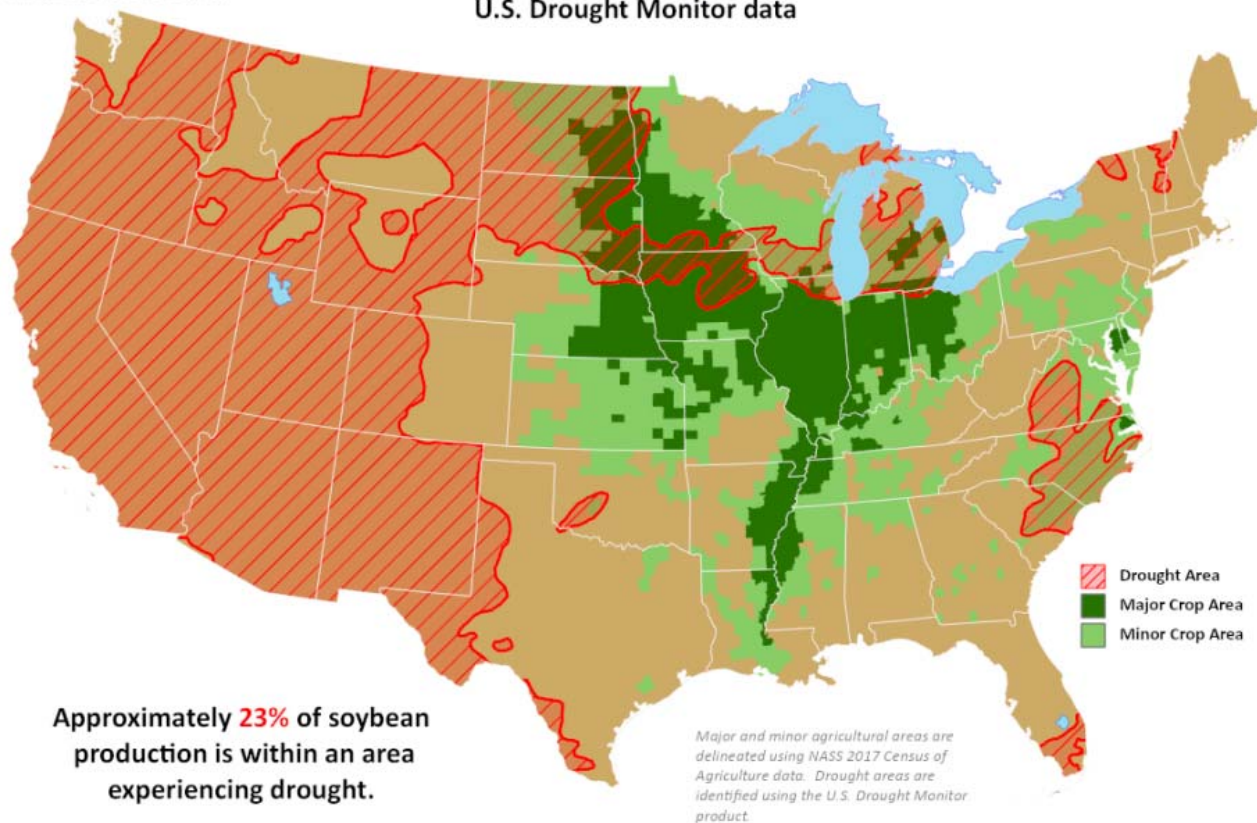 U.S. Drought Monitor data
Drought Area
Major Crop Area
Minor Crop Area
Approximately 23% of soybean
production is within an area
experiencing drought.
Major and minor agricultural areas are
delineated using NASS 2017 Census of
Agriculture data. Drought areas are
identified using the U.S. Drought Monitor
product.